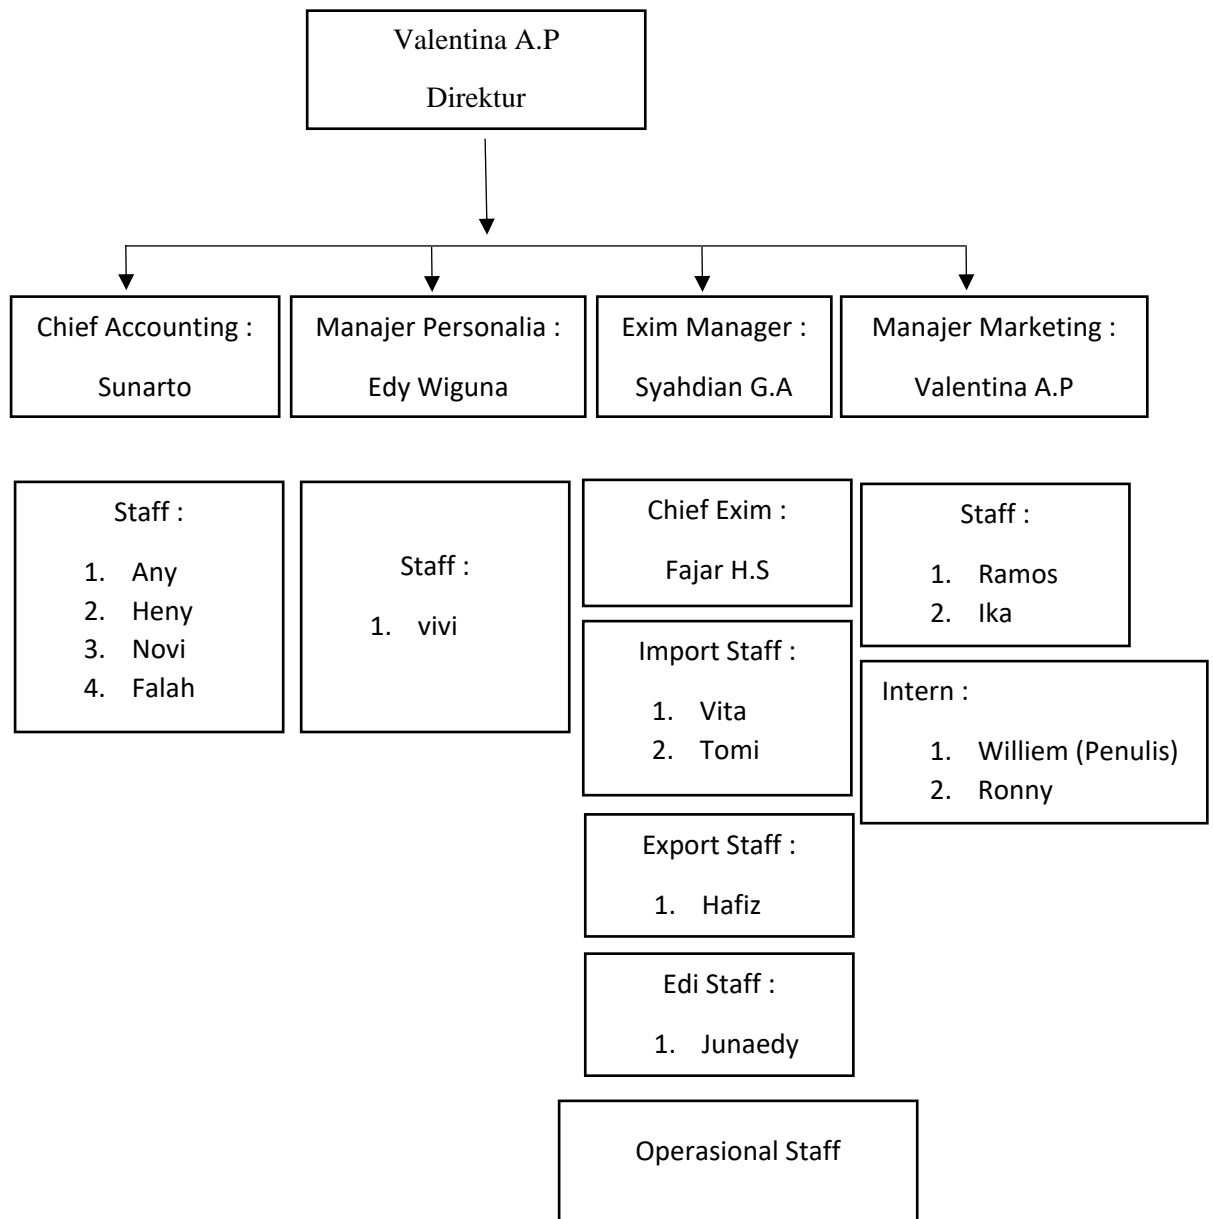 Valentina A.P
Direktur
Chief Accounting :
Sunarto
Manajer Personalia :
Edy Wiguna
Exim Manager :
Syahdian G.A
Manajer Marketing :
Valentina A.P
Staff :
1. Any
2. Heny
3. Novi
4. Falah
Staff :
1. vivi
Chief Exim :
Fajar H.S
Import Staff :
1. Vita
2. Tomi
Export Staff :
1. Hafiz
Edi Staff :
1. Junaedy
Operasional Staff
Staff :
1. Ramos
2. Ika
Intern :
1. Williem (Penulis)
2. Ronny